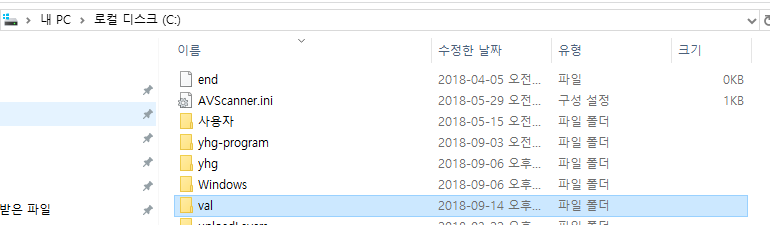 내 PC > 로컬 디스크 (C:)
이름 수정한 날짜 유형 크기
end 2018-04-05 오전... 파일 0KB
AVScanner.ini 2018-05-29 오전... 구성 설정 1KB
사용자 2018-05-15 오전... 파일 폴더
yhg-program 2018-09-03 오전... 파일 폴더
yhg 2018-09-06 오후... 파일 폴더
Windows 2018-09-06 오후... 파일 폴더
받은 파일 val 2018-09-14 오후... 파일 폴더